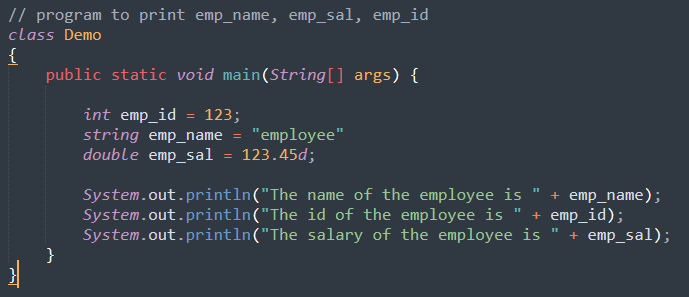 // program to print emp_name, emp_sal, emp_id
class Demo
{
    public static void main(String[] args) {
        int emp_id = 123;
        string emp_name = "employee"
        double emp_sal = 123.45d;
        System.out.println("The name of the employee is " + emp_name);
        System.out.println("The id of the employee is " + emp_id);
        System.out.println("The salary of the employee is " + emp_sal);
    }
}